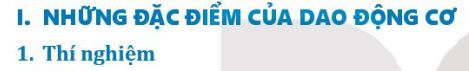 I. NHỮNG ĐẶC ĐIỂM CỦA DAO ĐỘNG CƠ
1. Thí nghiệm